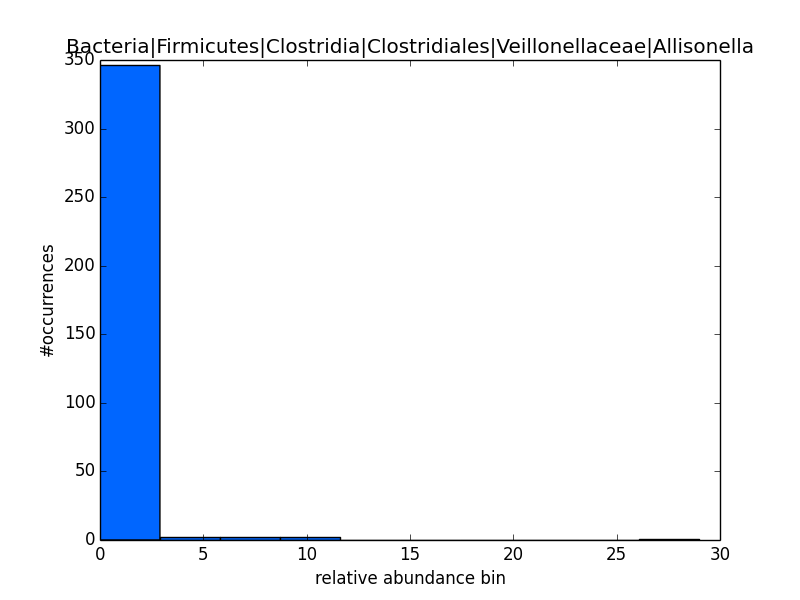 Bacteria|Firmicutes|Clostridia|Clostridiales|Veillonellaceae|Allisonella
350
300
250
200
150
100
50
0
#occurrences
0 5 10 15 20 25 30
relative abundance bin